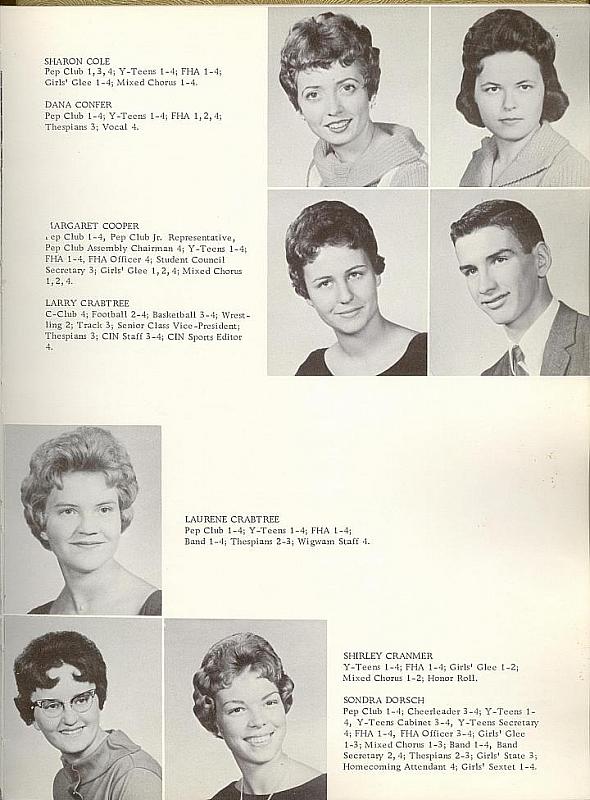 SHARON COLE
Pep Club 1,3,4; Y-Teens 1-4; FHA 1-4;
Girls' Glee 1-4; Mixed Chorus 1-4.
DANA CONFER
Pep Club 1-4; Y-Teens 1-4; FHA 1,2,4;
Thespians 3; Vocal 4.
MARGARET COOPER
Pep Club 1-4, Pep Club Jr. Representative,
Pep Club Assembly Chairman 4; Y-Teens 1-4;
FHA 1-4, FHA Officer 4; Student Council
Secretary 3; Girls' Glee 1,2,4; Mixed Chorus
1,2,4.
LARRY CRABTREE
C-Club 4; Football 2-4; Basketball 3-4; Wrest-
ling 2; Track 3; Senior Class Vice-President;
Thespians 3; CIN Staff 3-4; CIN Sports Editor
4.
LAURENE CRABTREE
Pep Club 1-4; Y-Teens 1-4; FHA 1-4;
Band 1-4; Thespians 2-3; Wigwam Staff 4.
SHIRLEY CRANMER
Y-Teens 1-4; FHA 1-4; Girls' Glee 1-2;
Mixed Chorus 1-2; Honor Roll.
SONDRA DORSCH
Pep Club 1-4; Cheerleader 3-4; Y-Teens 1-
4, Y-Teens Cabinet 3-4, Y-Teens Secretary
4; FHA 1-4, FHA Officer 3-4; Girls' Glee
1-3; Mixed Chorus 1-3; Band 1-4, Band
Secretary 2,4; Thespians 2-3; Girls' State 3;
Homecoming Attendant 4; Girls' Sextet 1-4.